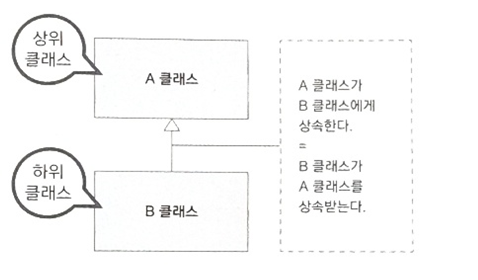 상위
클래스
A 클래스
하위
클래스
B 클래스
A 클래스가
B 클래스에게
상속한다.
=
B 클래스가
A 클래스를
상속받는다.